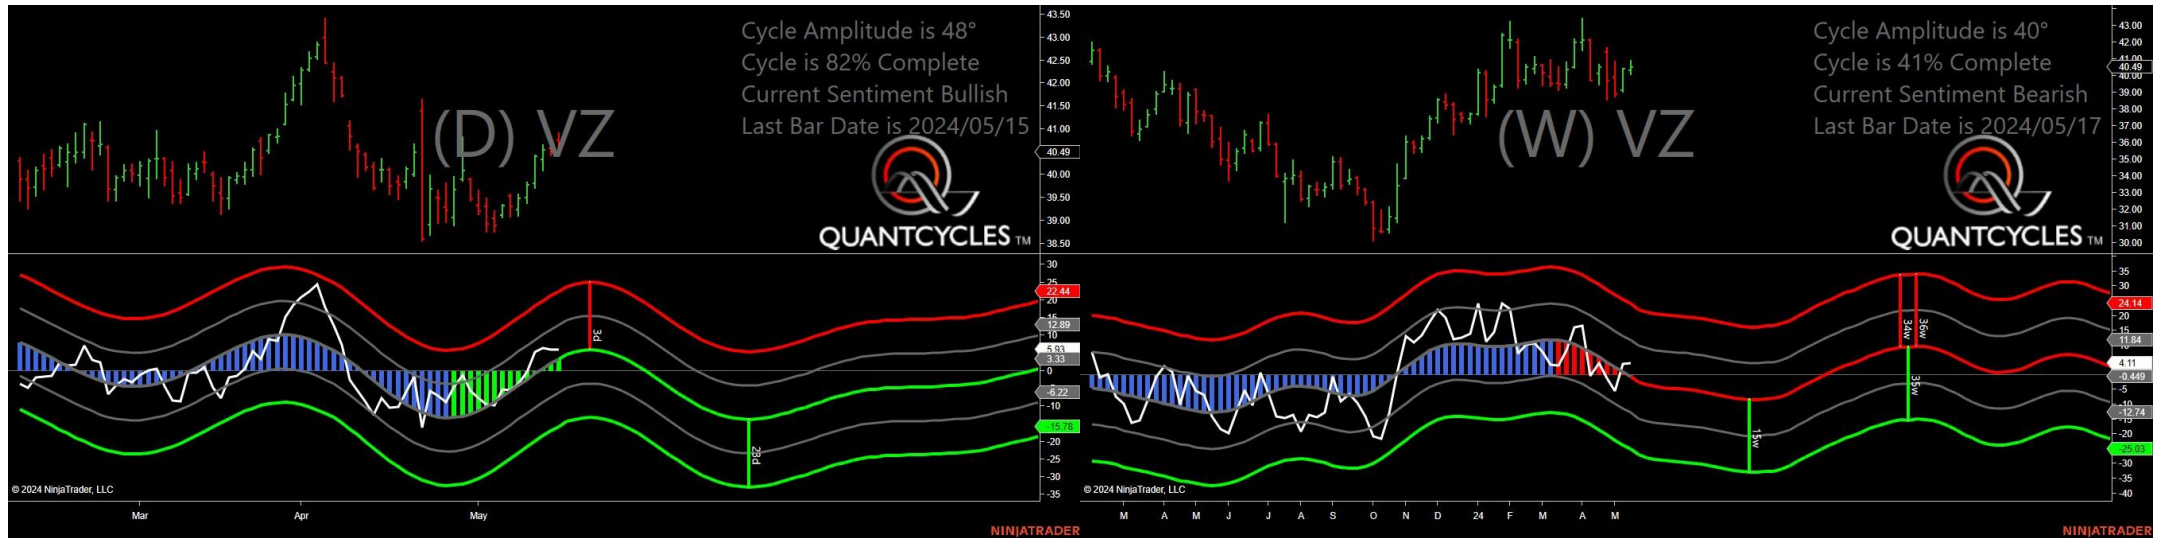 Cycle Amplitude is 48°
Cycle is 82% Complete
Current Sentiment Bullish
Last Bar Date is 2024/05/15
(D) VZ
QUANTCYCLES TM
43.50
43.00
42.50
42.00
41.50
41.00
40.49
40.00
39.50
39.00
38.50
30
25
22.44
20
15
12.89
10
5.93
3.33
0
-6.22
-10
-15.78
-20
-25
-30
-35
3d
23d
© 2024 NinjaTrader, LLC
Mar
Apr
May
NINJATRADER
Cycle Amplitude is 40°
Cycle is 41% Complete
Current Sentiment Bearish
Last Bar Date is 2024/05/17
(W) VZ
QUANTCYCLES TM
43.00
42.00
41.00
40.49
40.00
39.00
38.00
37.00
36.00
35.00
34.00
33.00
32.00
31.00
30.00
35
30
24.14
20
15
11.84
4.11
-0.449
-5
-10
-12.74
-15
-20
-25.03
-30
-35
-40
34w
36w
35w
15w
© 2024 NinjaTrader, LLC
M
A
M
J
J
A
S
O
N
D
24
F
M
A
M
NINJATRADER